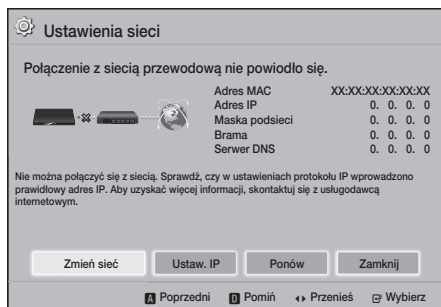 Ustawienia sieci
Połączenie z siecią przewodową nie powiodło się.
Adres MAC XX:XX:XX:XX:XX:XX
Adres IP 0. 0. 0. 0
Maska podsieci 0. 0. 0. 0
Brama 0. 0. 0. 0
Serwer DNS 0. 0. 0. 0
Nie można połączyć się z siecią. Sprawdź, czy w ustawieniach protokołu IP wprowadzono
prawidłowy adres IP. Aby uzyskać więcej informacji, skontaktuj się z usługodawcą
internetowym.
Zmień sieć Ustaw. IP Ponów Zamknij
A Poprzedni D Pomiń Przenieś Wybierz